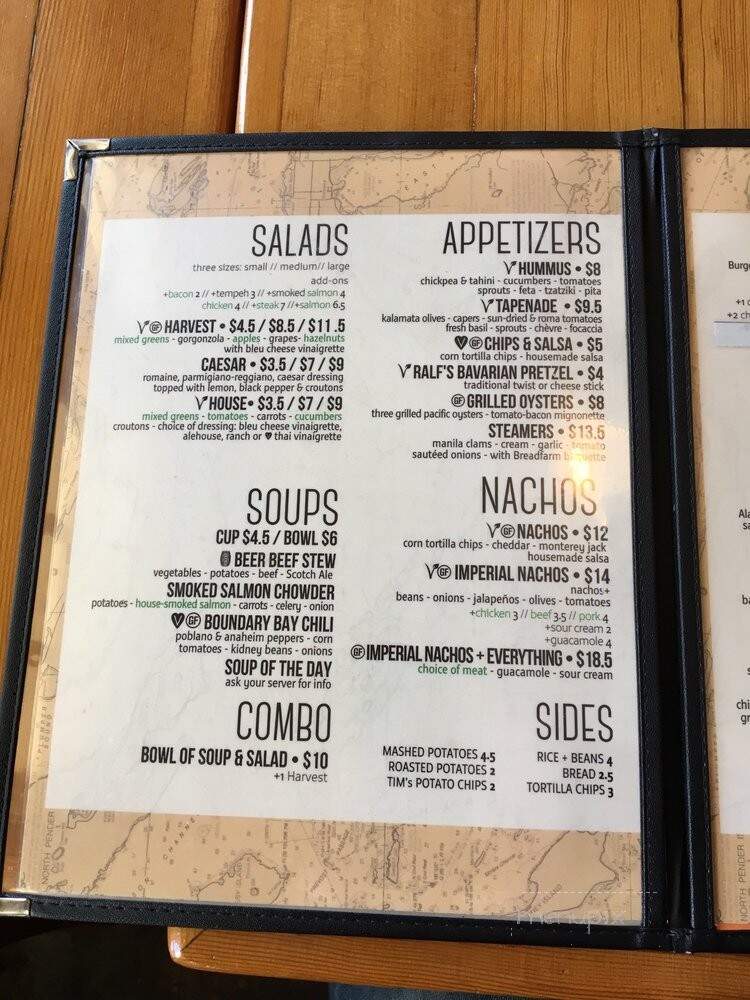 SALADS
three sizes: small // medium// large
add-ons
+bacon 2 // +tempeh 3 // +smoked salmon 4
chicken 4 // +steak 7 //+salmon 6.5
V GF HARVEST • $4.5 / $8.5 / $11 .5
mixed greens - gorgonzola - apples - grapes- hazelnuts
with bleu cheese vinaigrette
CAESAR • $3.5 / $7 / $9
romaine, parmigiano-reggiano, caesar dressing
topped with lemon, black pepper & croutons
V HOUSE• $3.5 / $7 / $9
mixed greens - tomatoes - carrots - cucumbers
croutons - choice of dressing: bleu cheese vinaigrette,
alehouse, ranch or thai vinaigrette
SOUPS
CUP $4.5 / BOWL $6
BEER BEEF STEW
vegetables - potatoes - beef - Scotch Ale
SMOKED SALMON CHOWDER
potatoes - house-smoked salmon - carrots - celery - onion
GF BOUNDARY BAY CHILI
poblano & anaheim peppers - corn
tomatoes - kidney beans - onions
SOUP OF THE DAY
ask your server for info
COMBO
BOWL OF SOUP & SALAD • $10
+1 Harvest
APPETIZERS
V HUMMUS • $8
chickpea & tahini - cucumbers - tomatoes
sprouts - feta - tzatziki - pita
V TAPENADE • $9.5
kalamata olives - capers - sun-dried & roma tomatoes
fresh basil - sprouts - chèvre - focaccia
GF CHIPS & SALSA • $5
corn tortilla chips - housemade salsa
V RALF'S BAVARIAN PRETZEL • $4
traditional twist or cheese stick
GF GRILLED OYSTERS • $8
three grilled pacific oysters - tomato-bacon mignonette
STEAMERS • $13.5
manila clams - cream - garlic - tomato
sautéed onions - with Breadfarm baguette
NACHOS
V GF NACHOS • $12
corn tortilla chips - cheddar - monterey jack
housemade salsa
V GF IMPERIAL NACHOS • $14
nachos+
beans - onions - jalapeños - olives - tomatoes
+chicken 3 // beef 3.5 // pork 4
+sour cream 2
+guacamole 4
GF IMPERIAL NACHOS + EVERYTHING • $18.5
choice of meat - guacamole - sour cream
SIDES
MASHED POTATOES 4.5
ROASTED POTATOES 2
TIM'S POTATO CHIPS 2
RICE + BEANS 4
BREAD 2.5
TORTILLA CHIPS 3
NORTH PENDER